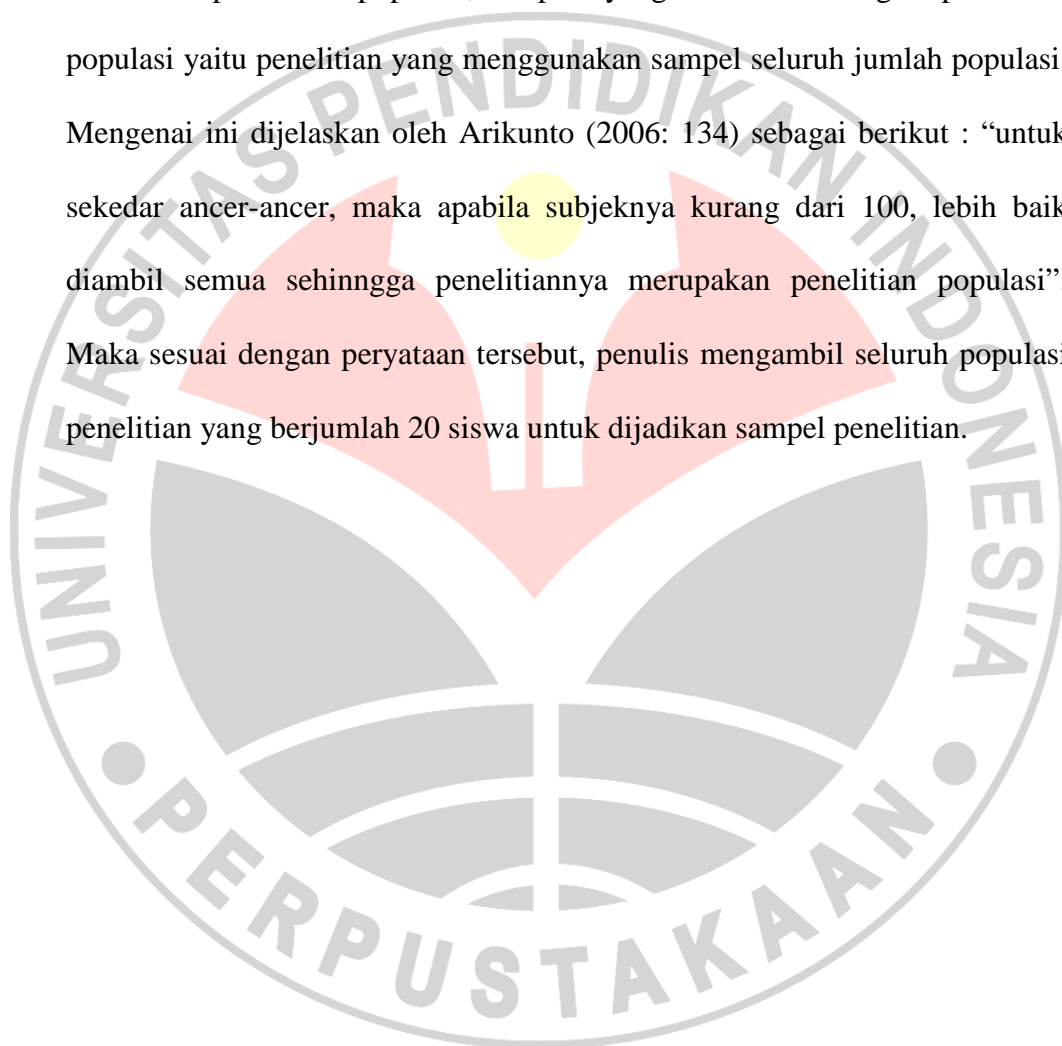 populasi yaitu penelitian yang menggunakan sampel seluruh jumlah populasi
Mengenai ini dijelaskan oleh Arikunto (2006: 134) sebagai berikut : “untuk
sekedar ancer-ancer, maka apabila subjeknya kurang dari 100, lebih baik
diambil semua sehinngga penelitiannya merupakan penelitian populasi”.
Maka sesuai dengan peryataan tersebut, penulis mengambil seluruh populasi
penelitian yang berjumlah 20 siswa untuk dijadikan sampel penelitian.
UNIVERSITAS PENDIDIKAN INDONESIA
PERPUSTAKAAN